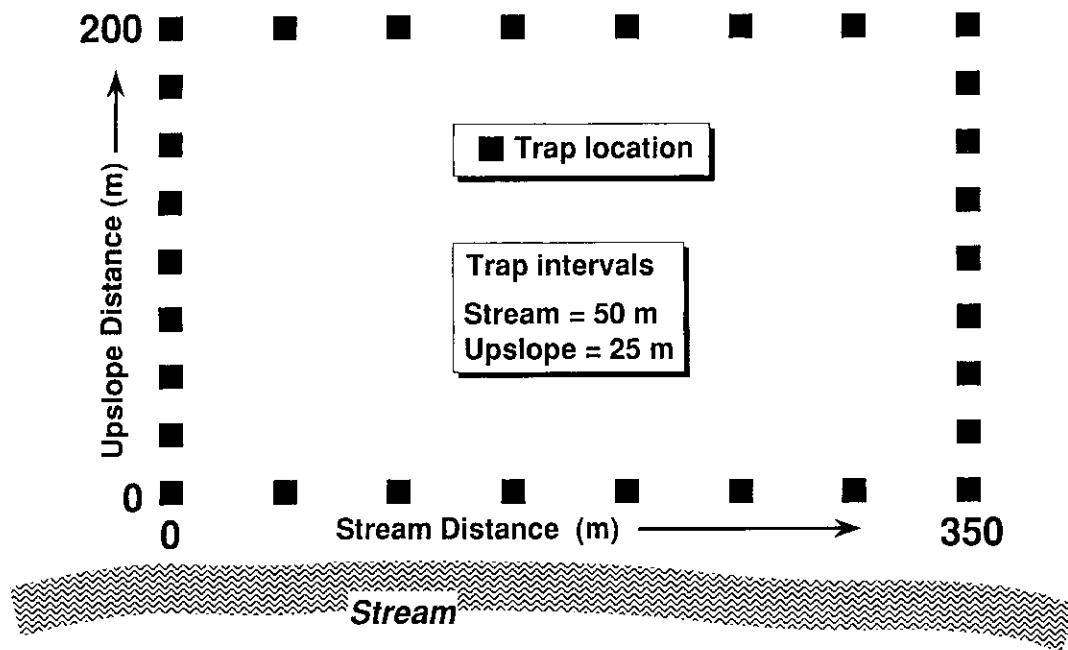 200
Upslope Distance (m)
Trap location
Trap intervals
Stream = 50 m
Upslope = 25 m
0
0
Stream Distance (m)
350
Stream